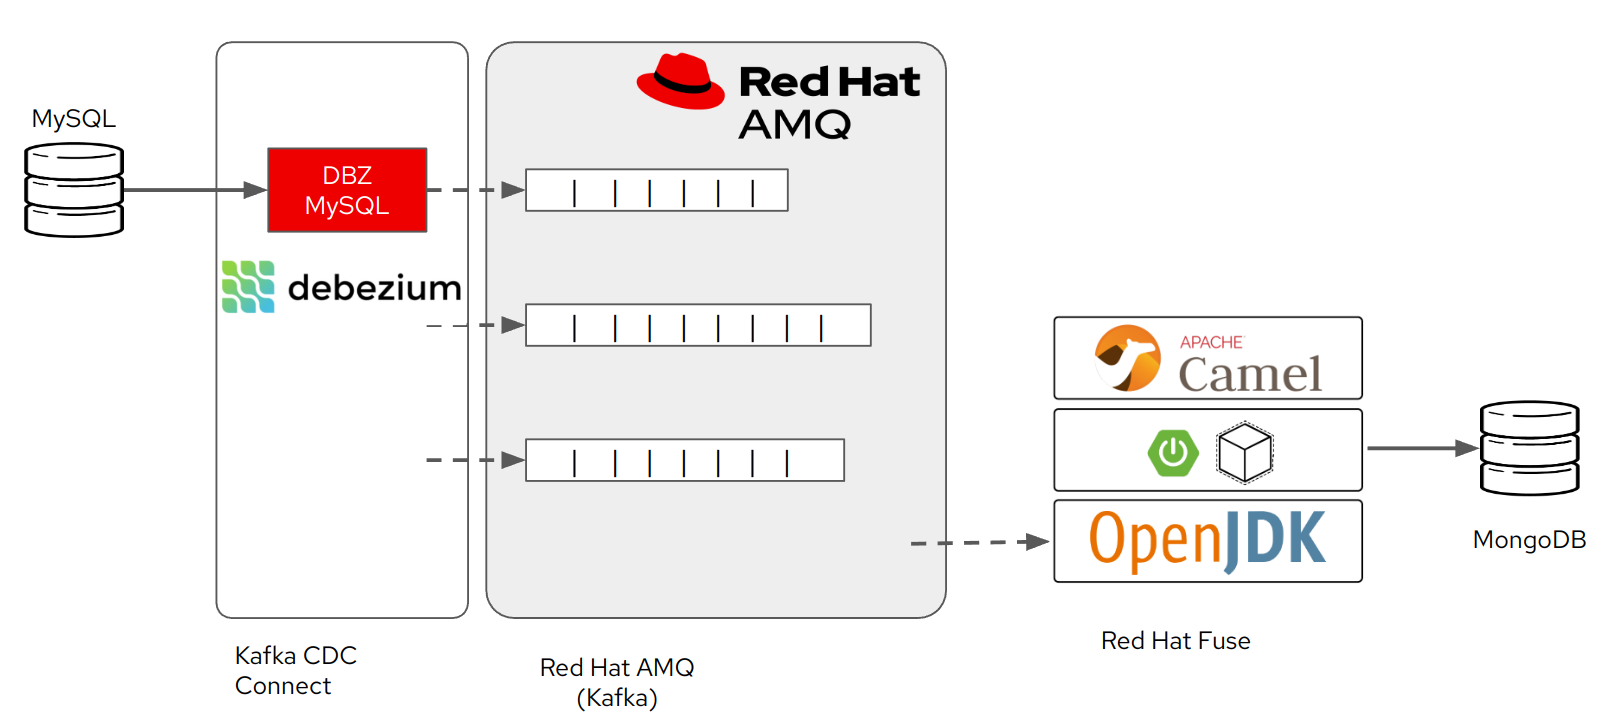 MySQL
DBZ
MySQL
debezium
Red Hat
AMQ
APACHE
Camel
OpenJDK
MongoDB
Kafka CDC
Connect
Red Hat AMQ
(Kafka)
Red Hat Fuse